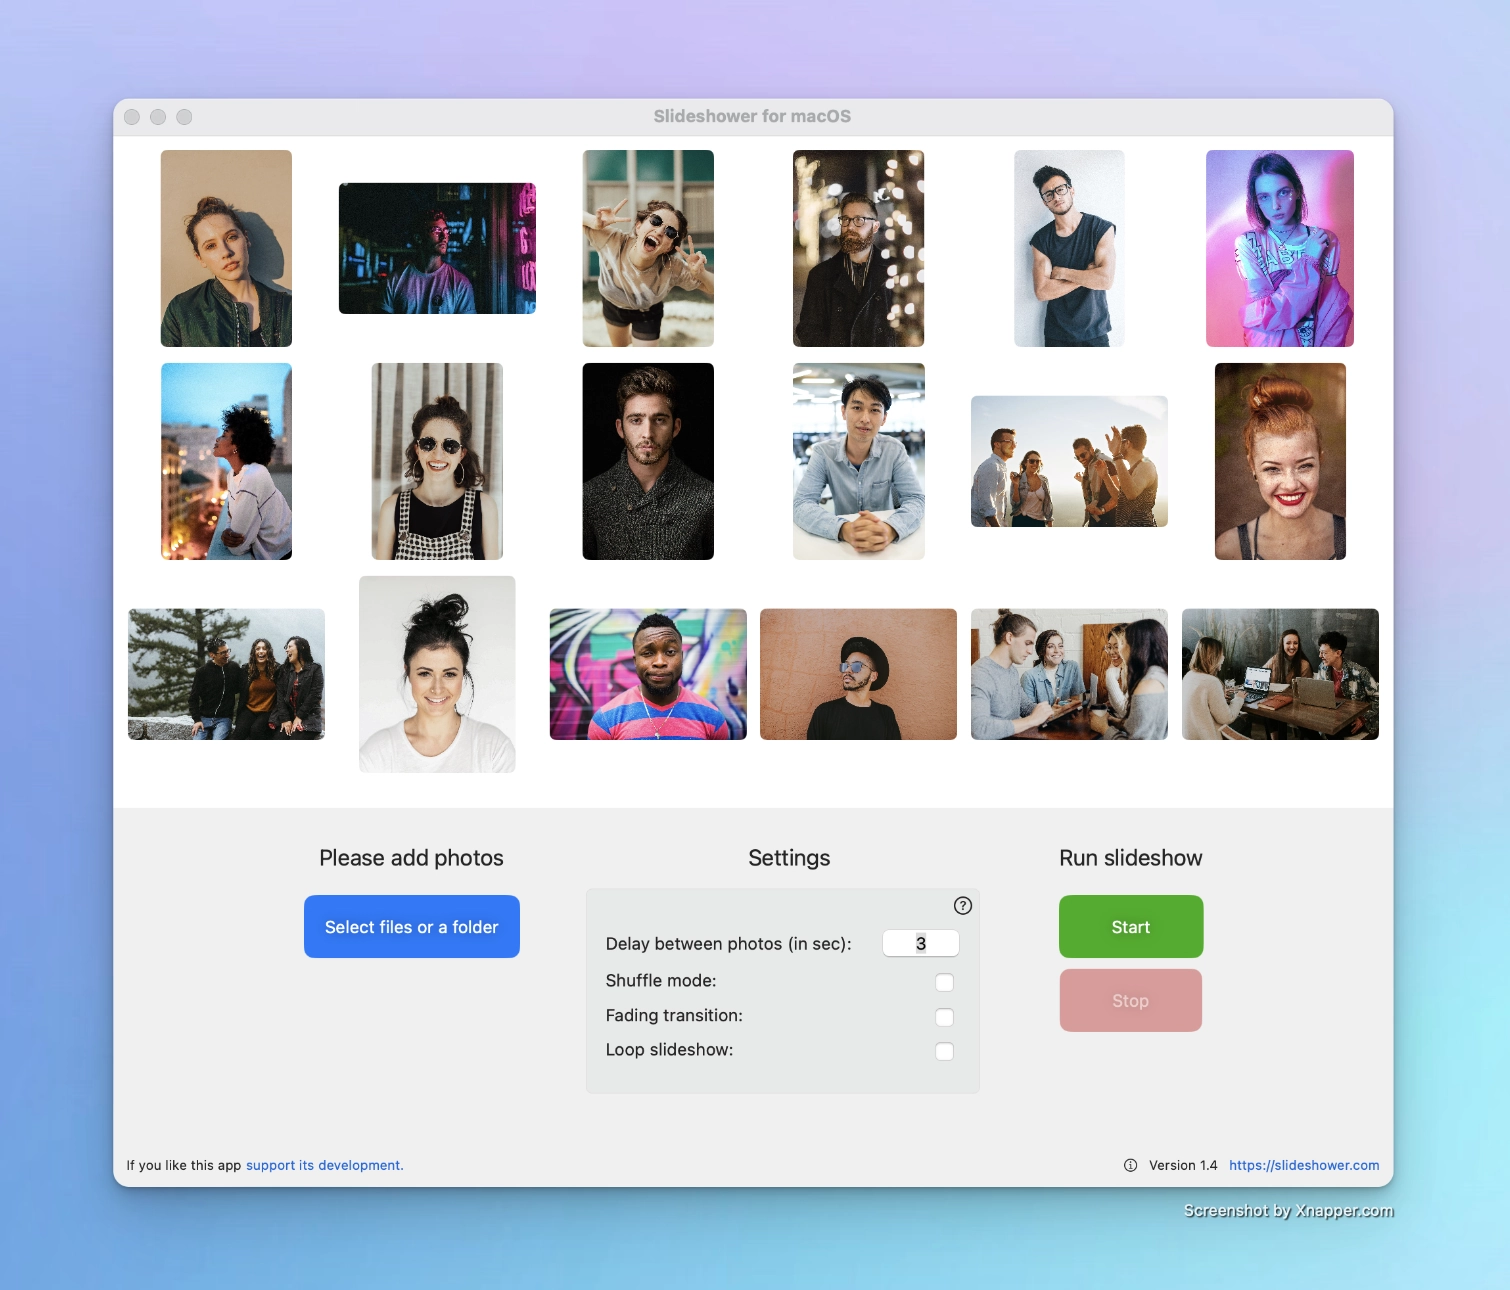 Slideshower for macOS
Please add photos
Select files or a folder
Settings
?
Delay between photos (in sec): 3
Shuffle mode:
Fading transition:
Loop slideshow:
Run slideshow
Start
Stop
If you like this app support its development.
Version 1.4 https://slideshower.com
Screenshot by Xnapper.com